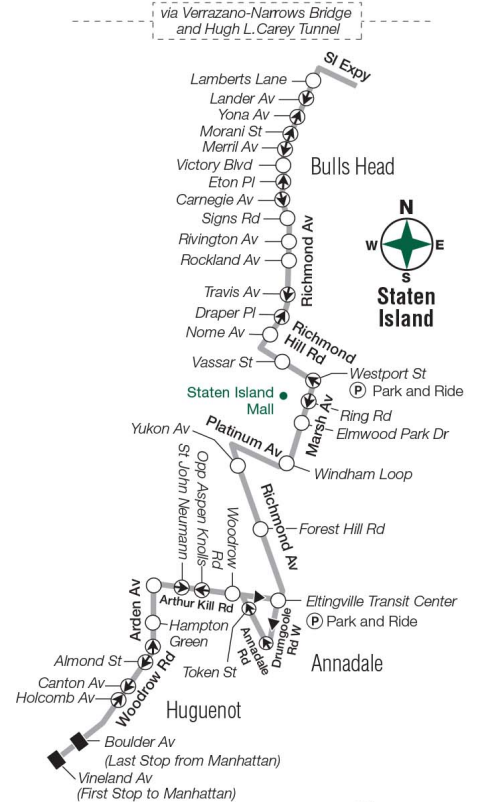 via Verrazano-Narrows Bridge
and Hugh L. Carey Tunnel
SI Expy
Lamberts Lane
Lander Av
Yona Av
Morani St
Merril Av
Victory Blvd
Bulls Head
Eton Pl
Carnegie Av
Signs Rd
Rivington Av
Rockland Av
Richmond Av
N
W
E
S
Staten
Island
Travis Av
Draper Pl
Nome Av
Richmond
Hill Rd
Vassar St
Westport St
P Park and Ride
Staten Island
Mall
Marsh Av
Ring Rd
Elmwood Park Dr
Yukon Av
Platinum Av
Windham Loop
St John Neumann
Opp Aspen Knolls
Woodrow
Rd
Richmond Av
Forest Hill Rd
Arden Av
Arthur Kill Rd
Eltingville Transit Center
P Park and Ride
Hampton
Green
Drumgoole
Rd W
Annadale
Rd
Token St
Annadale
Almond St
Canton Av
Holcomb Av
Woodrow Rd
Huguenot
Boulder Av
(Last Stop from Manhattan)
Vineland Av
(First Stop to Manhattan)